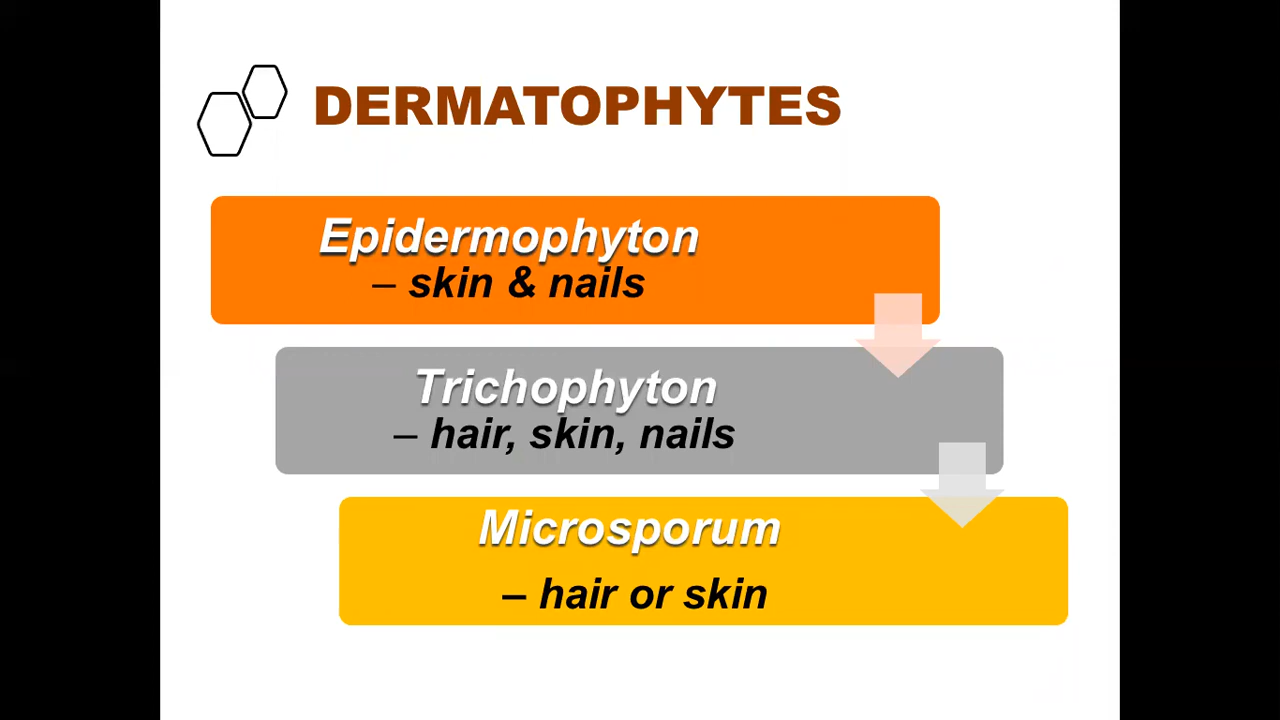 DERMATOPHYTES
Epidermophyton
– skin & nails
Trichophyton
– hair, skin, nails
Microsporum
– hair or skin